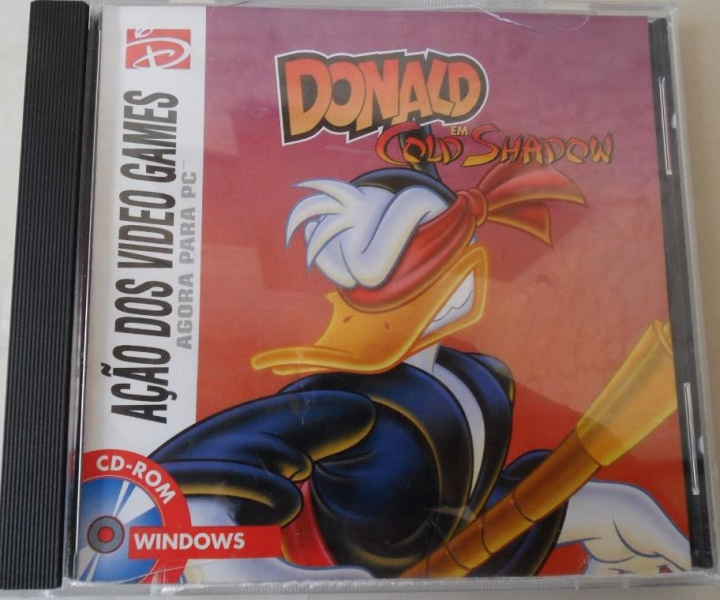 DONALD
EM
COLD SHADOW
AÇÃO DOS VIDEO GAMES
AGORA PARA PC™
CD-ROM
WINDOWS